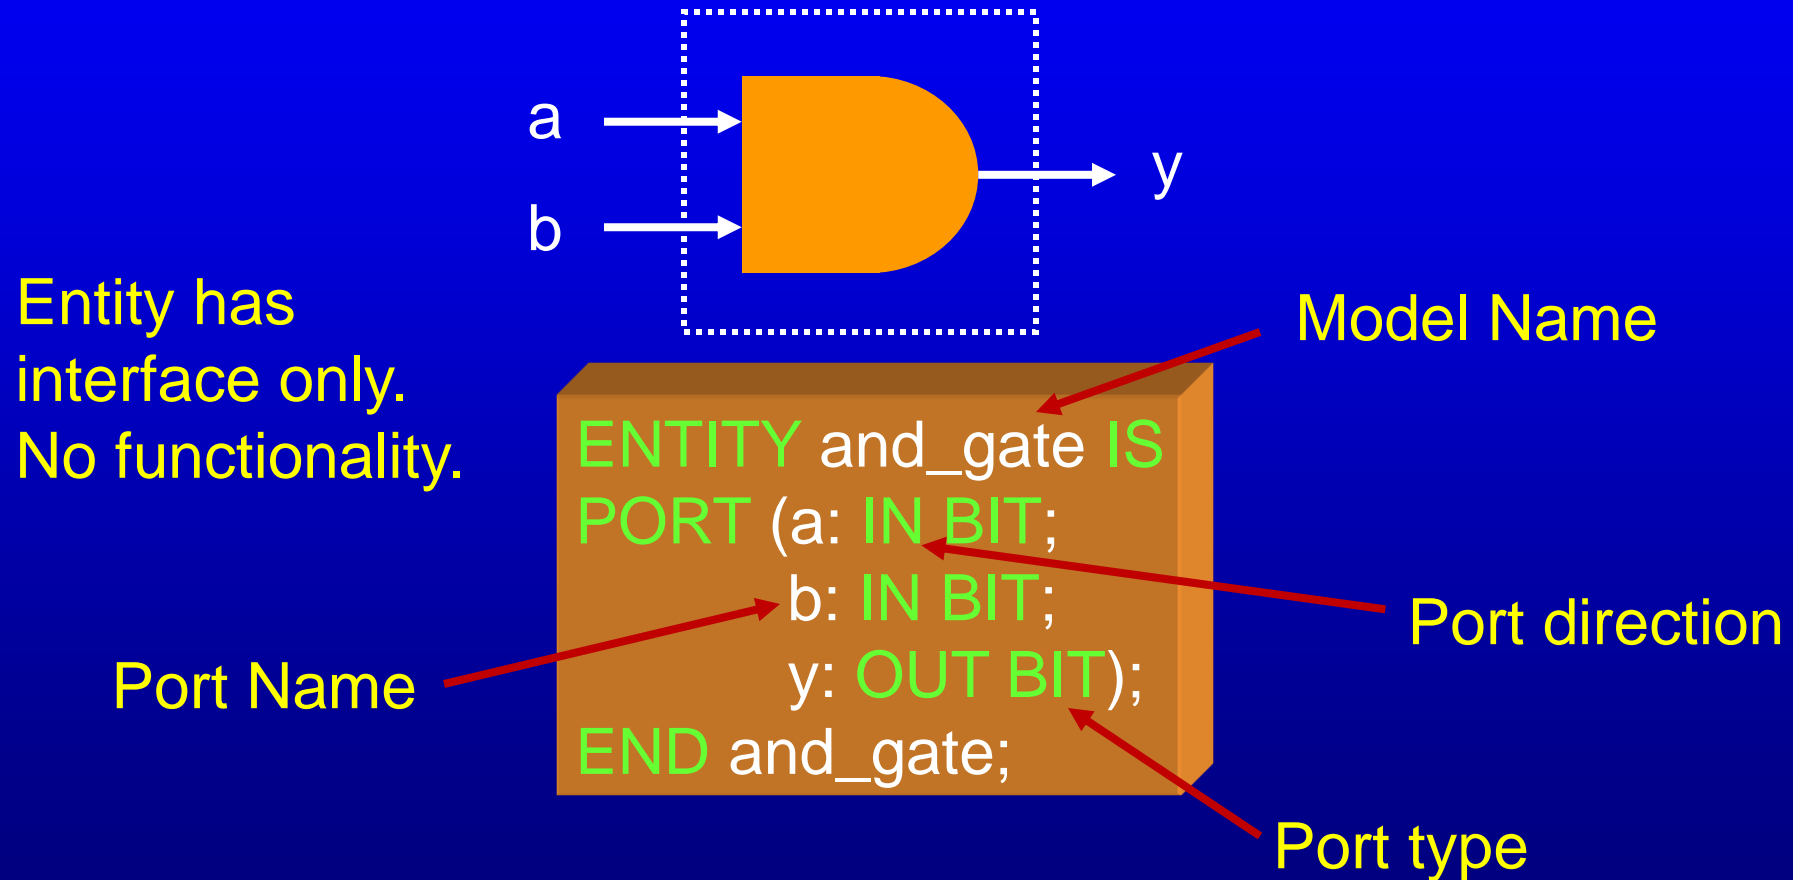 a
b
y
Entity has
interface only.
No functionality.
Model Name
ENTITY and_gate IS
PORT (a: IN BIT;
b: IN BIT;
y: OUT BIT);
END and_gate;
Port Name
Port direction
Port type